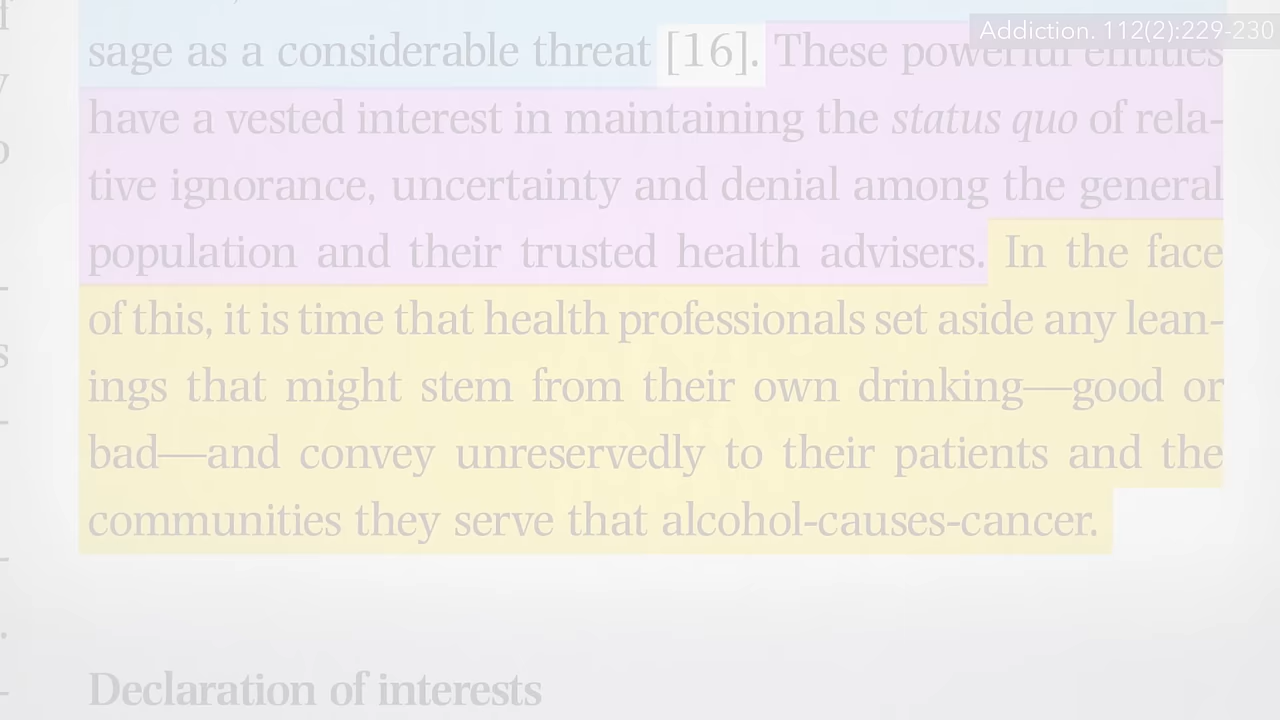 Addiction. 112(2):229-230
sage as a considerable threat [16]. These powerful entities
have a vested interest in maintaining the status quo of rela-
tive ignorance, uncertainty and denial among the general
population and their trusted health advisers. In the face
of this, it is time that health professionals set aside any lean-
ings that might stem from their own drinking—good or
bad—and convey unreservedly to their patients and the
communities they serve that alcohol-causes-cancer.
Declaration of interests